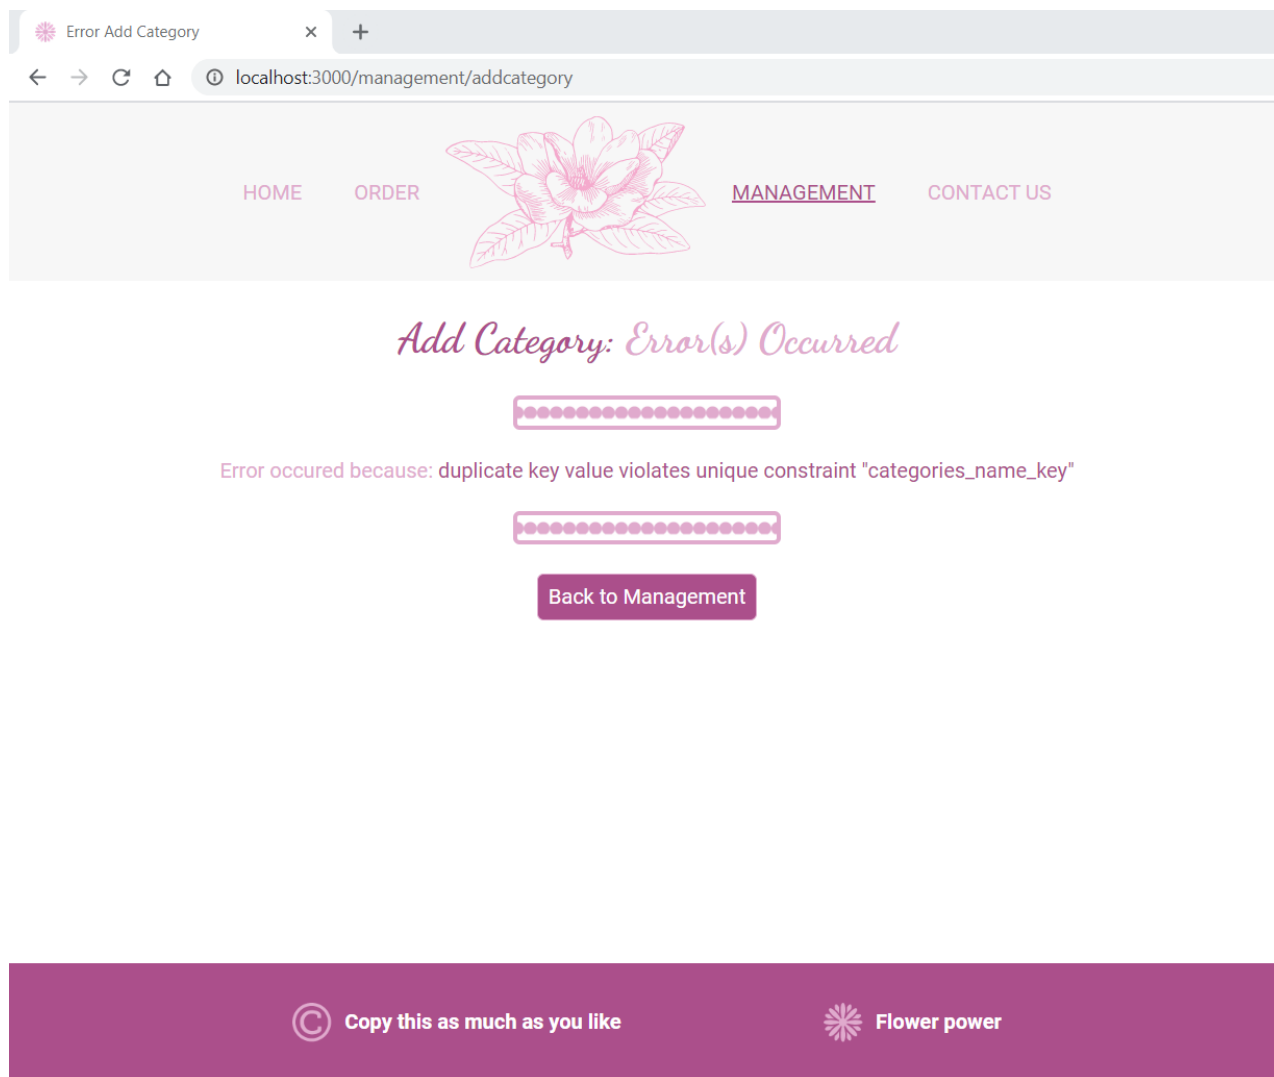 Error Add Category
localhost:3000/management/addcategory
HOME ORDER MANAGEMENT CONTACT US
Add Category: Error(s) Occurred
Error occured because: duplicate key value violates unique constraint "categories_name_key"
Back to Management
© Copy this as much as you like Flower power